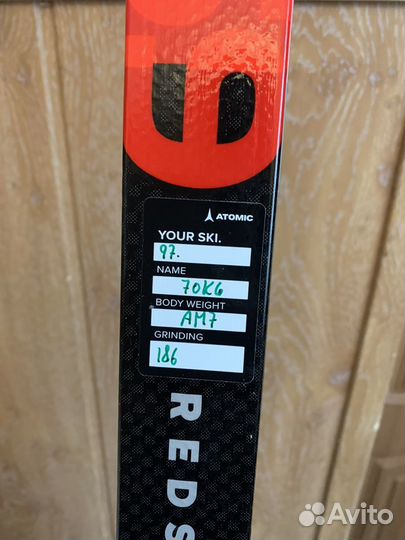 ATOMIC
YOUR SKI.
97.
NAME
70KG
BODY WEIGHT
AM7
GRINDING
186
REDS
Avito